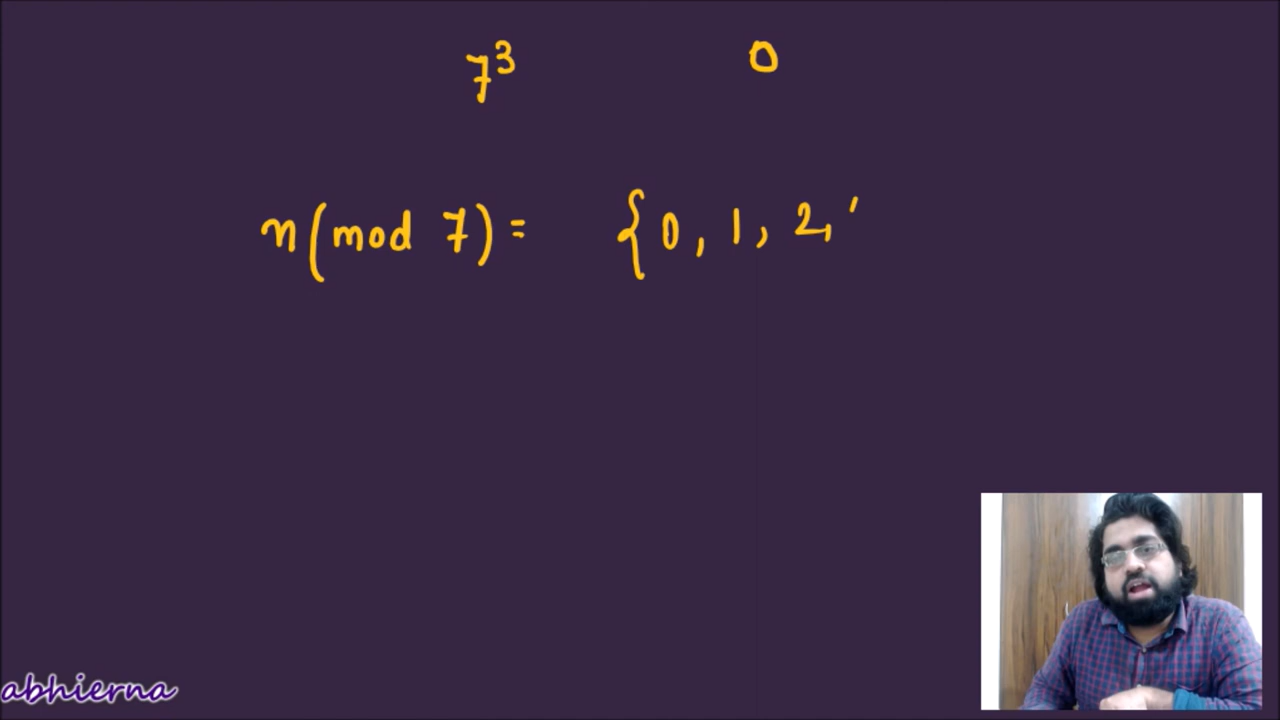 7³ 0
n(mod 7) = {0, 1, 2, '
abhierna